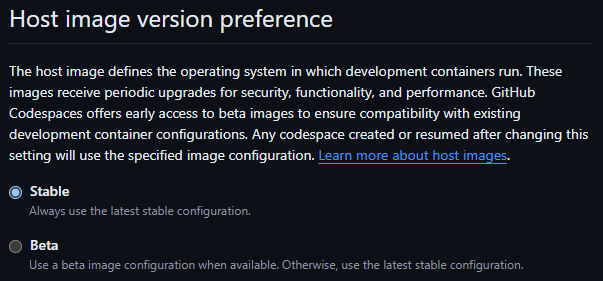 Host image version preference
The host image defines the operating system in which development containers run. These
images receive periodic upgrades for security, functionality, and performance. GitHub
Codespaces offers early access to beta images to ensure compatibility with existing
development container configurations. Any codespace created or resumed after changing this
setting will use the specified image configuration. Learn more about host images.
Stable
Always use the latest stable configuration.
Beta
Use a beta image configuration when available. Otherwise, use the latest stable configuration.